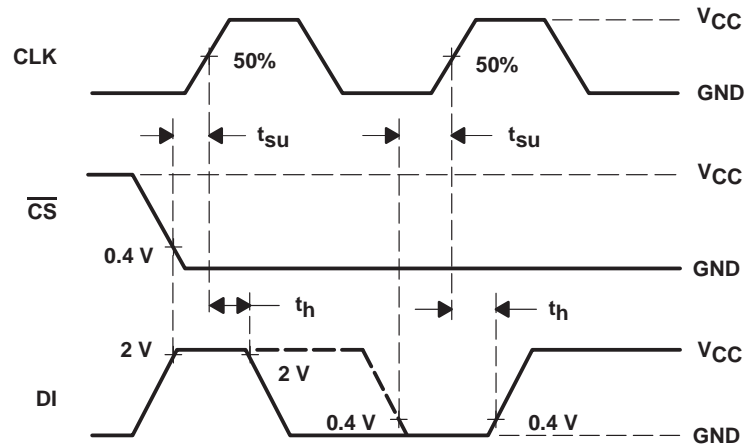 V_CC
CLK
50%
50%
GND
t_su
t_su
V_CC
CS
0.4 V
GND
t_h
t_h
2 V
V_CC
DI
2 V
0.4 V
0.4 V
GND